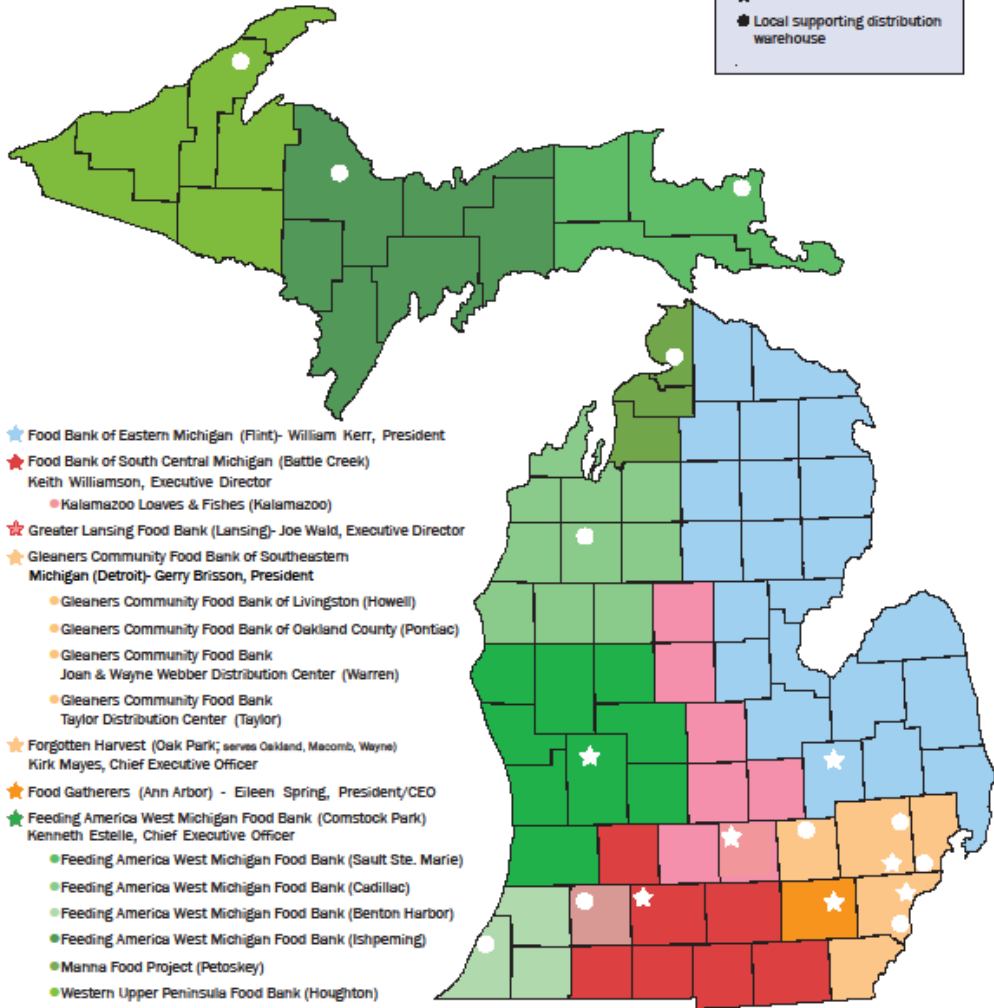 Local supporting distribution
warehouse
Food Bank of Eastern Michigan (Flint)- William Kerr, President
Food Bank of South Central Michigan (Battle Creek)
Keith Williamson, Executive Director
Kalamazoo Loaves & Fishes (Kalamazoo)
Greater Lansing Food Bank (Lansing)- Joe Wald, Executive Director
Gleaners Community Food Bank of Southeastern
Michigan (Detroit)- Gerry Brisson, President
Gleaners Community Food Bank of Livingston (Howell)
Gleaners Community Food Bank of Oakland County (Pontiac)
Gleaners Community Food Bank
Joan & Wayne Webber Distribution Center (Warren)
Gleaners Community Food Bank
Taylor Distribution Center (Taylor)
Forgotten Harvest (Oak Park; serves Oakland, Macomb, Wayne)
Kirk Mayes, Chief Executive Officer
Food Gatherers (Ann Arbor) - Eileen Spring, President/CEO
Feeding America West Michigan Food Bank (Comstock Park)
Kenneth Estelle, Chief Executive Officer
Feeding America West Michigan Food Bank (Sault Ste. Marie)
Feeding America West Michigan Food Bank (Cadillac)
Feeding America West Michigan Food Bank (Benton Harbor)
Feeding America West Michigan Food Bank (Ishpeming)
Manna Food Project (Petoskey)
Western Upper Peninsula Food Bank (Houghton)